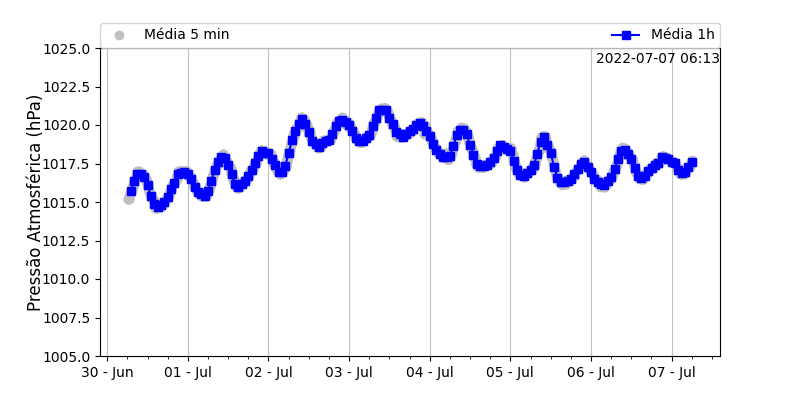 Média 5 min
Média 1h
2022-07-07 06:13
Pressão Atmosférica (hPa)
1025.0
1022.5
1020.0
1017.5
1015.0
1012.5
1010.0
1007.5
1005.0
30 - Jun
01 - Jul
02 - Jul
03 - Jul
04 - Jul
05 - Jul
06 - Jul
07 - Jul